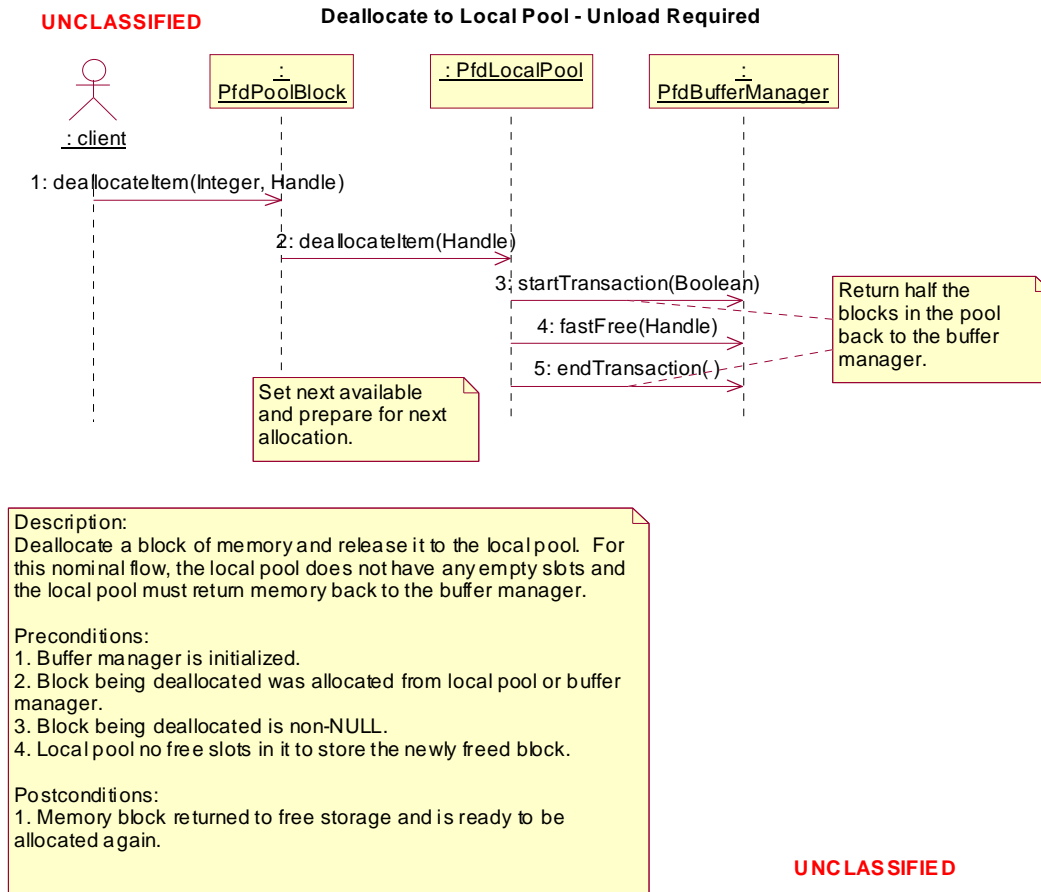 UNCLASSIFIED
Deallocate to Local Pool - Unload Required
: client
:
PfdPoolBlock
: PfdLocalPool
:
PfdBufferManager
1: deallocateItem(Integer, Handle)
2: deallocateItem(Handle)
3: startTransaction(Boolean)
4: fastFree(Handle)
5: endTransaction( )
Return half the
blocks in the pool
back to the buffer
manager.
Set next available
and prepare for next
allocation.
Description:
Deallocate a block of memory and release it to the local pool.  For
this nominal flow, the local pool does not have any empty slots and
the local pool must return memory back to the buffer manager.
Preconditions:
1. Buffer manager is initialized.
2. Block being deallocated was allocated from local pool or buffer
manager.
3. Block being deallocated is non-NULL.
4. Local pool no free slots in it to store the newly freed block.
Postconditions:
1. Memory block returned to free storage and is ready to be
allocated again.
UNCLASSIFIED